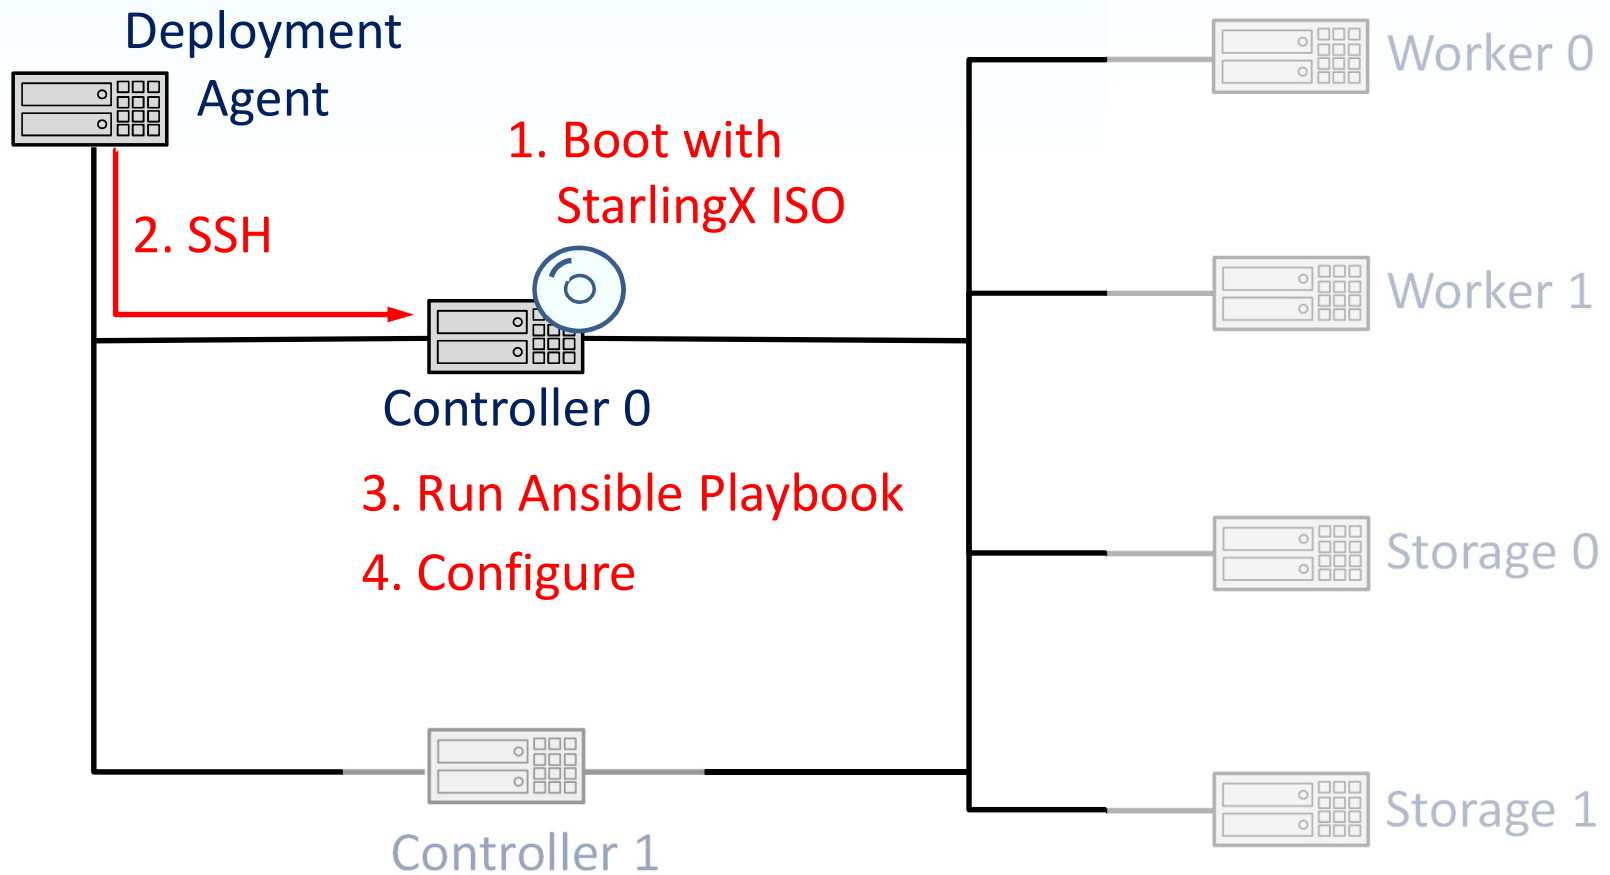 Deployment
Agent
1. Boot with
StarlingX ISO
2. SSH
Controller 0
3. Run Ansible Playbook
4. Configure
Controller 1
Worker 0
Worker 1
Storage 0
Storage 1